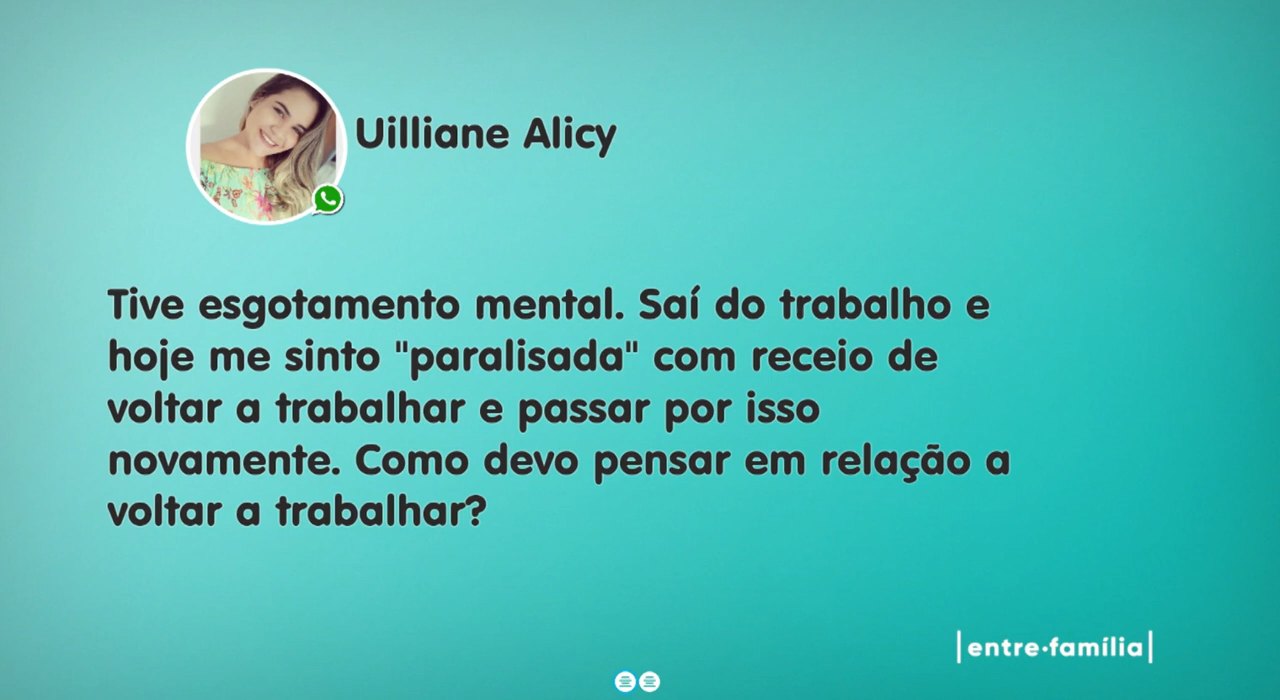 Uilliane Alicy
Tive esgotamento mental. Saí do trabalho e
hoje me sinto "paralisada" com receio de
voltar a trabalhar e passar por isso
novamente. Como devo pensar em relação a
voltar a trabalhar?
|entre·família|